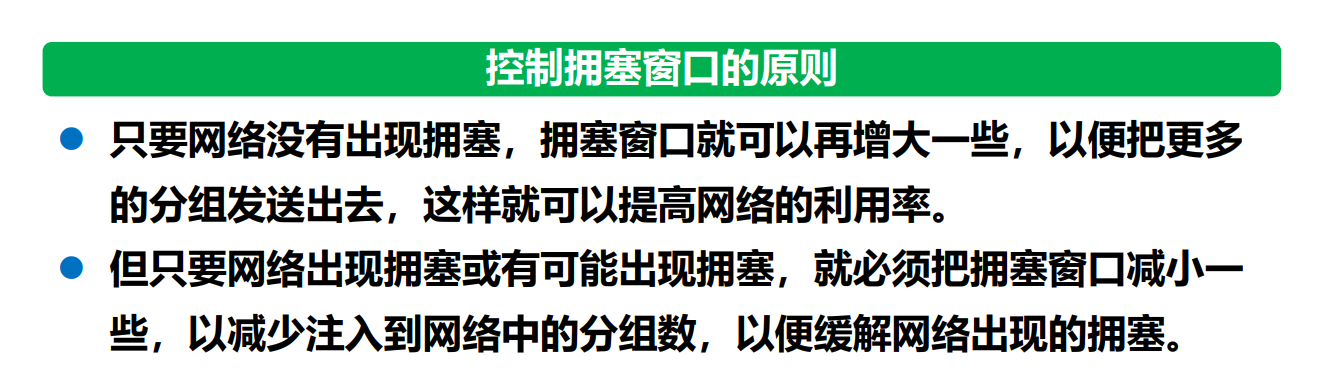 控制拥塞窗口的原则
● 只要网络没有出现拥塞，拥塞窗口就可以再增大一些，以便把更多
的分组发送出去，这样就可以提高网络的利用率。
● 但只要网络出现拥塞或有可能出现拥塞，就必须把拥塞窗口减小一
些，以减少注入到网络中的分组数，以便缓解网络出现的拥塞。